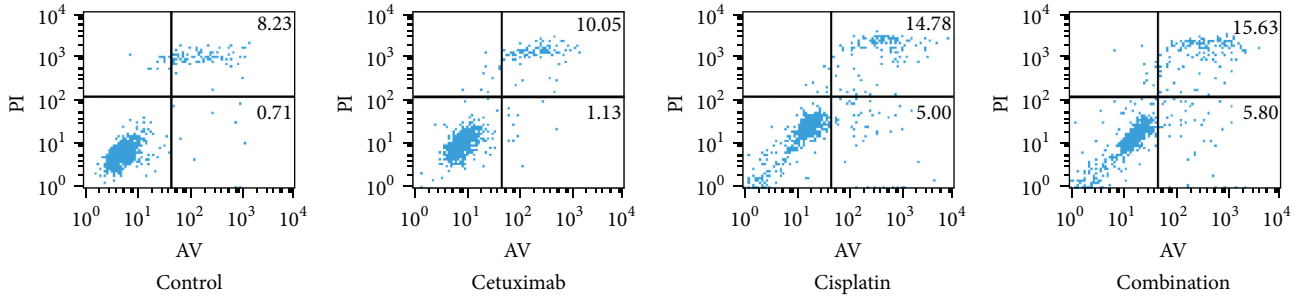 10⁴ 10³ 10² 10¹ 10⁰
PI
8.23
0.71
10⁰ 10¹ 10² 10³ 10⁴
AV
Control
10⁴ 10³ 10² 10¹ 10⁰
PI
10.05
1.13
10⁰ 10¹ 10² 10³ 10⁴
AV
Cetuximab
10⁴ 10³ 10² 10¹ 10⁰
PI
14.78
5.00
10⁰ 10¹ 10² 10³ 10⁴
AV
Cisplatin
10⁴ 10³ 10² 10¹ 10⁰
PI
15.63
5.80
10⁰ 10¹ 10² 10³ 10⁴
AV
Combination